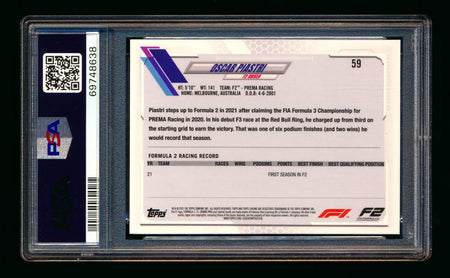 69748638
PSA
59
OSCAR PIASTRI
F2 DRIVER
HT: 5'10" WT: 141 TEAM: F2™ - PREMA RACING
HOME: MELBOURNE, AUSTRALIA D.O.B: 4-6-2001
Piastri steps up to Formula 2 in 2021 after claiming the FIA Formula 3 Championship for
PREMA Racing in 2020. In his debut F3 race at the Red Bull Ring, he charged up from third on
the starting grid to earn the victory. That was one of six podium finishes (and two wins) he
would record that season.
FORMULA 2 RACING RECORD
YR TEAM RACES WINS PODIUMS POINTS BEST FINISH BEST QUALIFYING POSITION
21 FIRST SEASON IN F2
Topps
F1
F2